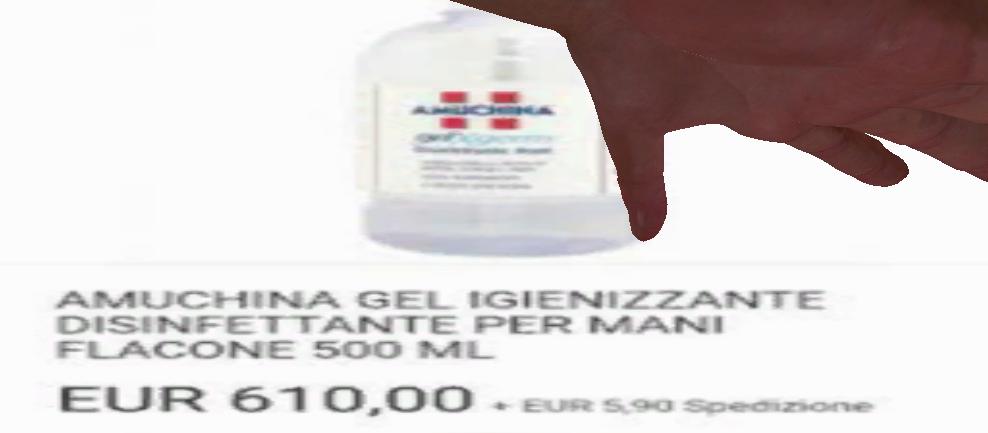 AMUCHINA
AMUCHINA GEL IGIENIZZANTE
DISINFETTANTE PER MANI
FLACONE 500 ML
EUR 610,00 + EUR 5,90 Spedizione